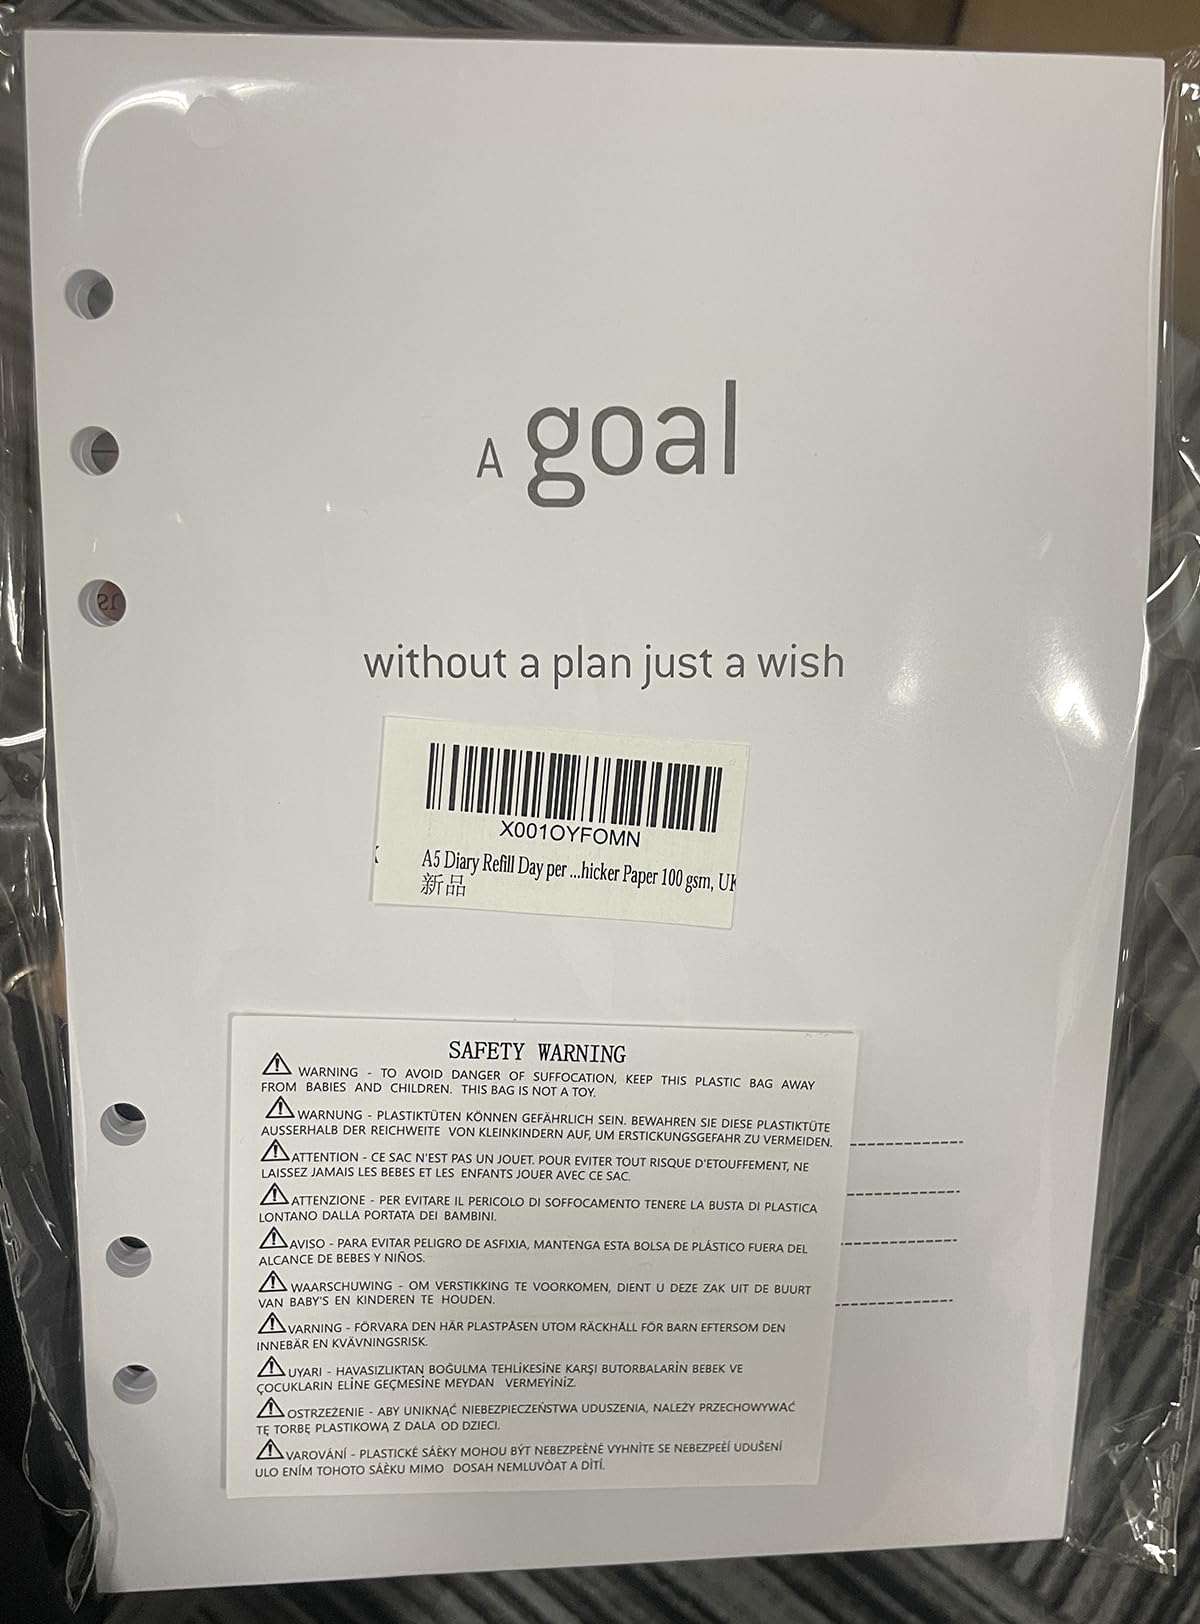 A goal
without a plan just a wish
X001OYFOMN
A5 Diary Refill Day per ...hicker Paper 100 gsm, UK
新品
SAFETY WARNING
WARNING - TO AVOID DANGER OF SUFFOCATION, KEEP THIS PLASTIC BAG AWAY
FROM BABIES AND CHILDREN. THIS BAG IS NOT A TOY.
WARNUNG - PLASTIKTÜTEN KÖNNEN GEFÄHRLICH SEIN. BEWAHREN SIE DIESE PLASTIKTÜTE
AUSSERHALB DER REICHWEITE VON KLEINKINDERN AUF, UM ERSTICKUNGSGEFAHR ZU VERMEIDEN.
ATTENTION - CE SAC N'EST PAS UN JOUET. POUR EVITER TOUT RISQUE D'ETOUFFEMENT, NE
LAISSEZ JAMAIS LES BEBES ET LES ENFANTS JOUER AVEC CE SAC.
ATTENZIONE - PER EVITARE IL PERICOLO DI SOFFOCAMENTO TENERE LA BUSTA DI PLASTICA
LONTANO DALLA PORTATA DEI BAMBINI.
AVISO - PARA EVITAR PELIGRO DE ASFIXIA, MANTENGA ESTA BOLSA DE PLÁSTICO FUERA DEL
ALCANCE DE BEBES Y NIÑOS.
WAARSCHUWING - OM VERSTIKKING TE VOORKOMEN, DIENT U DEZE ZAK UIT DE BUURT
VAN BABY'S EN KINDEREN TE HOUDEN.
VARNING - FÖRVARA DEN HÄR PLASTPÅSEN UTOM RÄCKHÅLL FÖR BARN EFTERSOM DEN
INNEBÄR EN KVÄVNINGSRISK.
UYARI - HAVASIZLIKTAN BOĞULMA TEHLİKESİNE KARŞI BUTORBALARİN BEBEK VE
ÇOCUKLARIN ELİNE GEÇMESİNE MEYDAN VERMEYİNİZ.
OSTRZEŻENIE - ABY UNIKNĄĆ NIEBEZPIECZEŃSTWA UDUSZENIA, NALEŻY PRZECHOWYWAĆ
TĘ TORBĘ PLASTIKOWĄ Z DALA OD DZIECI.
VAROVÁNÍ - PLASTICKÉ SÁÈKY MOHOU BÝT NEBEZPEÈNÉ VYHNÌTE SE NEBEZPEÈÍ UDUŠENÍ
ULO ENÍM TOHOTO SÁÈKU MIMO DOSAH NEMLUVÒAT A DÌTÍ.